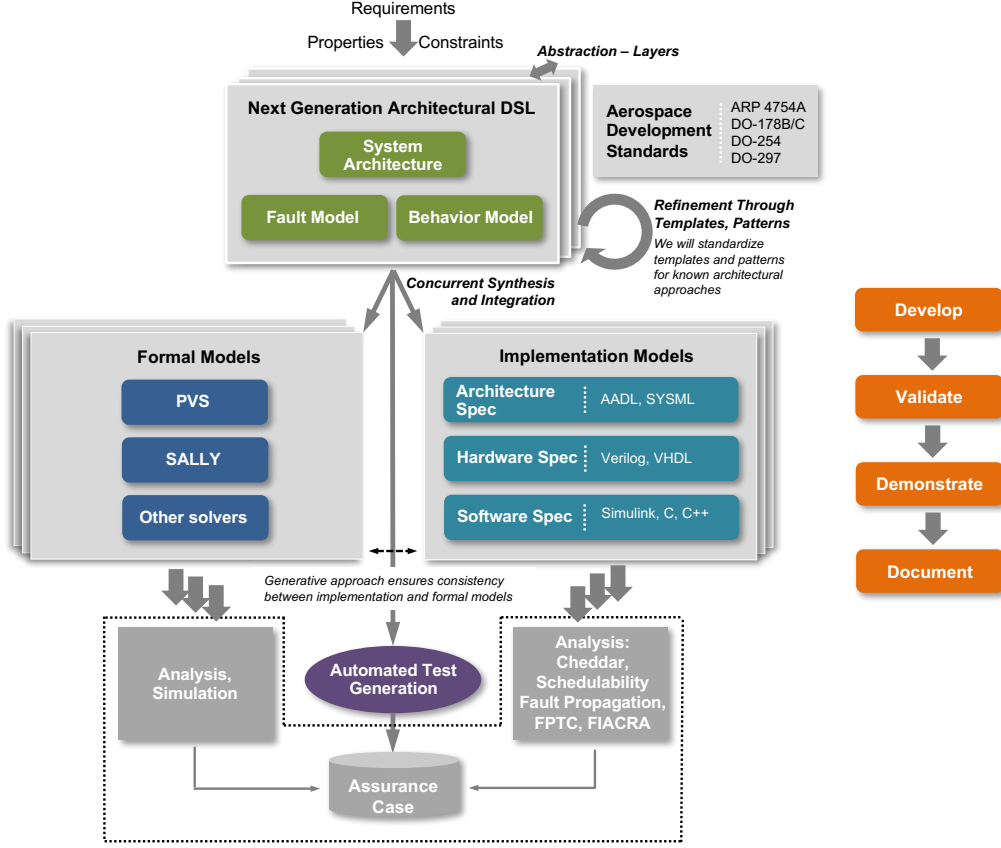 Requirements
Properties
Constraints
Abstraction – Layers
Next Generation Architectural DSL
System
Architecture
Fault Model
Behavior Model
Aerospace
Development
Standards
ARP 4754A
DO-178B/C
DO-254
DO-297
Refinement Through
Templates, Patterns
We will standardize
templates and patterns
for known architectural
approaches
Concurrent Synthesis
and Integration
Formal Models
PVS
SALLY
Other solvers
Implementation Models
Architecture
Spec
AADL, SYSML
Hardware Spec
Verilog, VHDL
Software Spec
Simulink, C, C++
Generative approach ensures consistency
between implementation and formal models
Analysis,
Simulation
Automated Test
Generation
Analysis:
Cheddar,
Schedulability
Fault Propagation,
FPTC, FIACRA
Assurance
Case
Develop
Validate
Demonstrate
Document